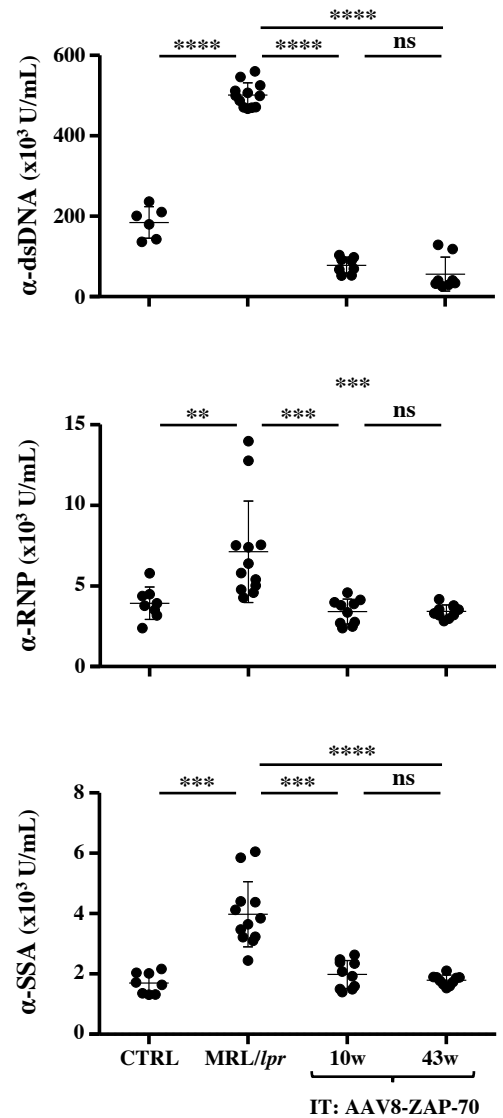 ****
**** **** ns
600
400
200
0
α-dsDNA (x10³ U/mL)
***
** *** ns
15
10
5
0
α-RNP (x10³ U/mL)
****
*** *** ns
8
6
4
2
0
α-SSA (x10³ U/mL)
CTRL MRL/lpr 10w 43w
IT: AAV8-ZAP-70